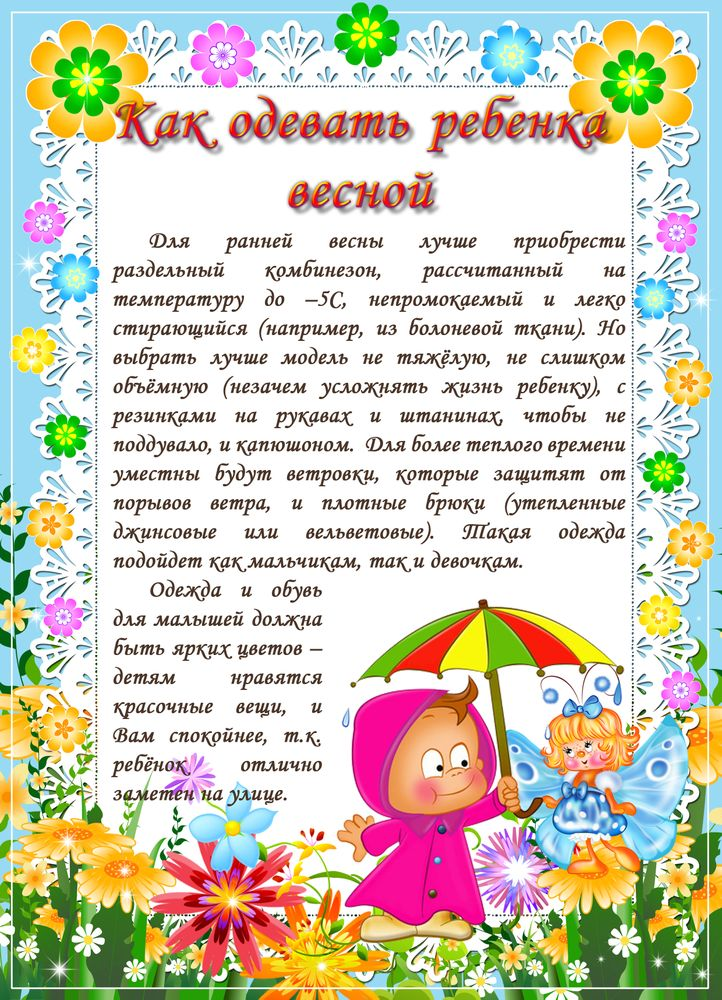 Как одевать ребенка
весной
Для ранней весны лучше приобрести
раздельный комбинезон, рассчитанный на
температуру до –5С, непромокаемый и легко
стирающийся (например, из болоневой ткани). Но
выбрать лучше модель не тяжёлую, не слишком
объёмную (незачем усложнять жизнь ребенку), с
резинками на рукавах и штанинах, чтобы не
поддувало, и капюшоном. Для более теплого времени
уместны будут ветровки, которые защитят от
порывов ветра, и плотные брюки (утепленные
джинсовые или вельветовые). Такая одежда
подойдет как мальчикам, так и девочкам.
Одежда и обувь
для малышей должна
быть ярких цветов –
детям нравятся
красочные вещи, и
Вам спокойнее, т.к.
ребёнок отлично
заметен на улице.